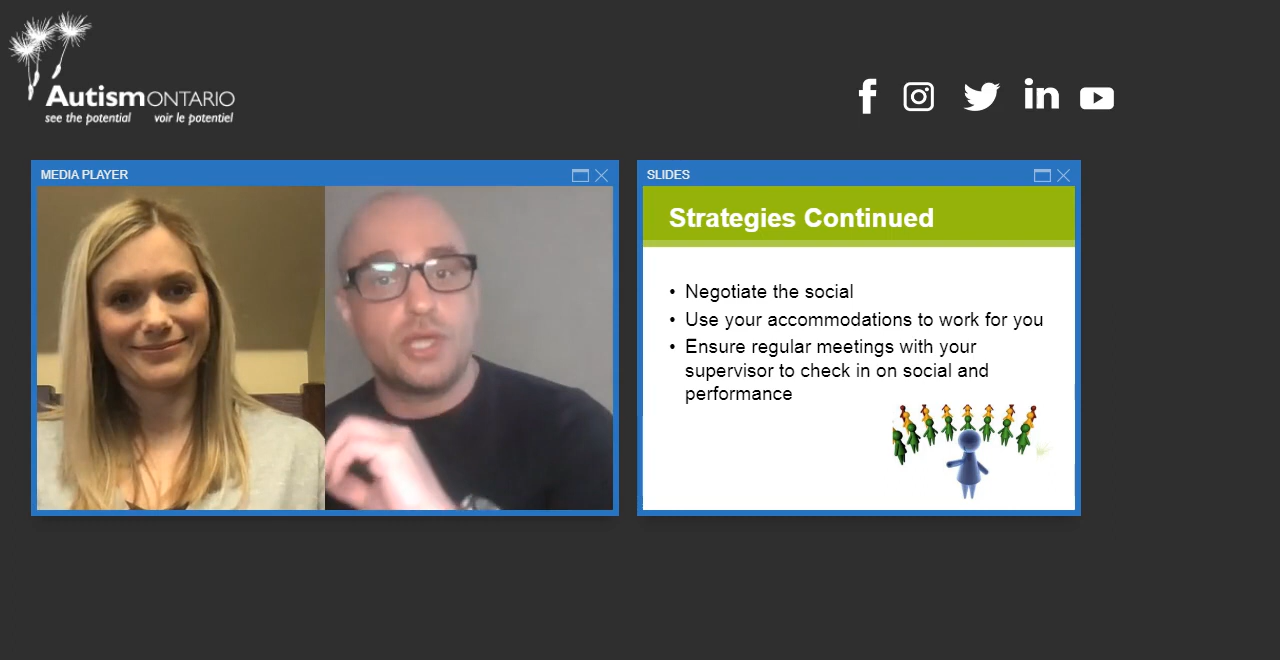 Autism ONTARIO
see the potential voir le potentiel
MEDIA PLAYER
SLIDES
Strategies Continued
• Negotiate the social
• Use your accommodations to work for you
• Ensure regular meetings with your
supervisor to check in on social and
performance